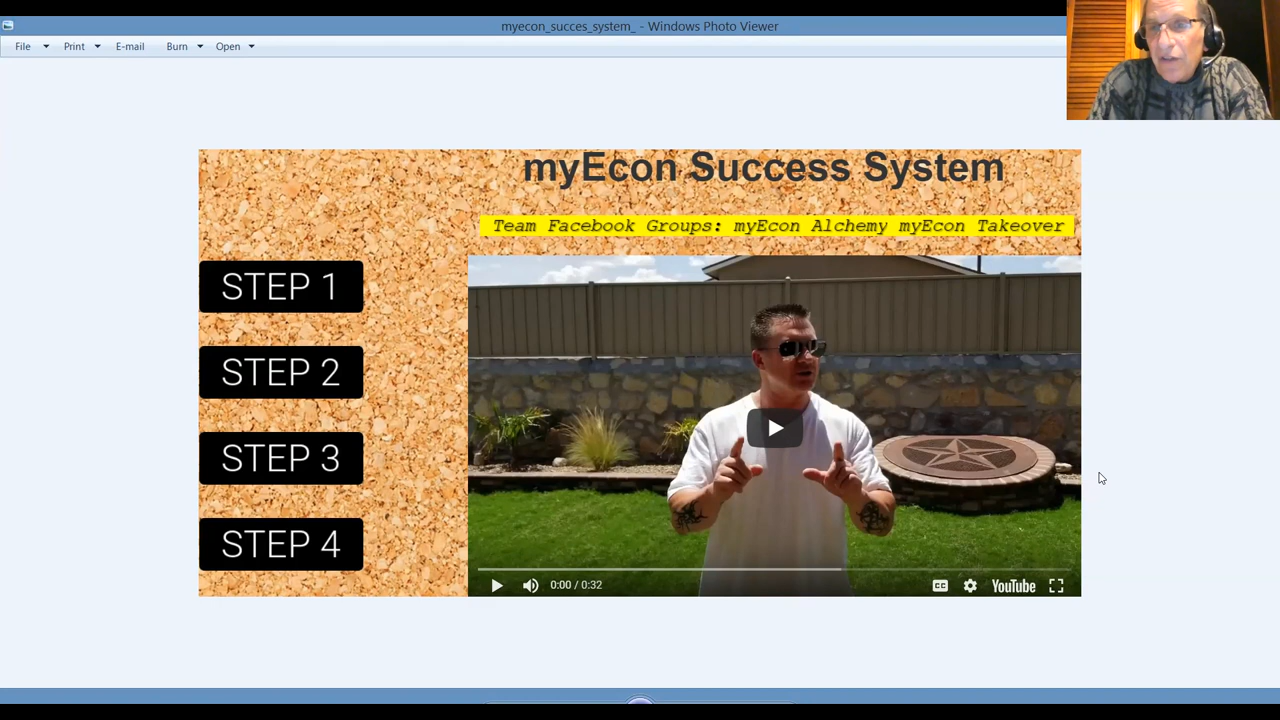 myecon_succes_system_ - Windows Photo Viewer
File Print E-mail Burn Open
myEcon Success System
Team Facebook Groups: myEcon Alchemy myEcon Takeover
STEP 1
STEP 2
STEP 3
STEP 4
0:00 / 0:32 CC YouTube